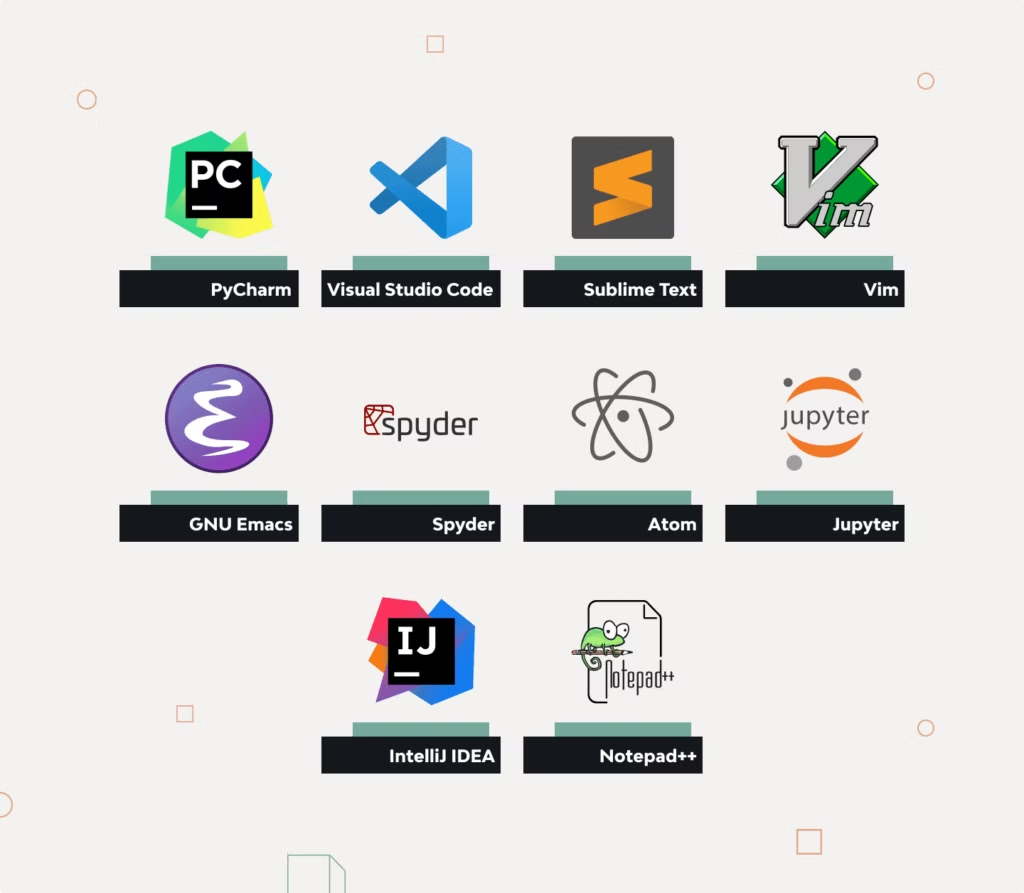 PC
PyCharm
Visual Studio Code
Sublime Text
Vim
Vim
GNU Emacs
spyder
Spyder
Atom
jupyter
Jupyter
IJ
IntelliJ IDEA
Notepad++
Notepad++